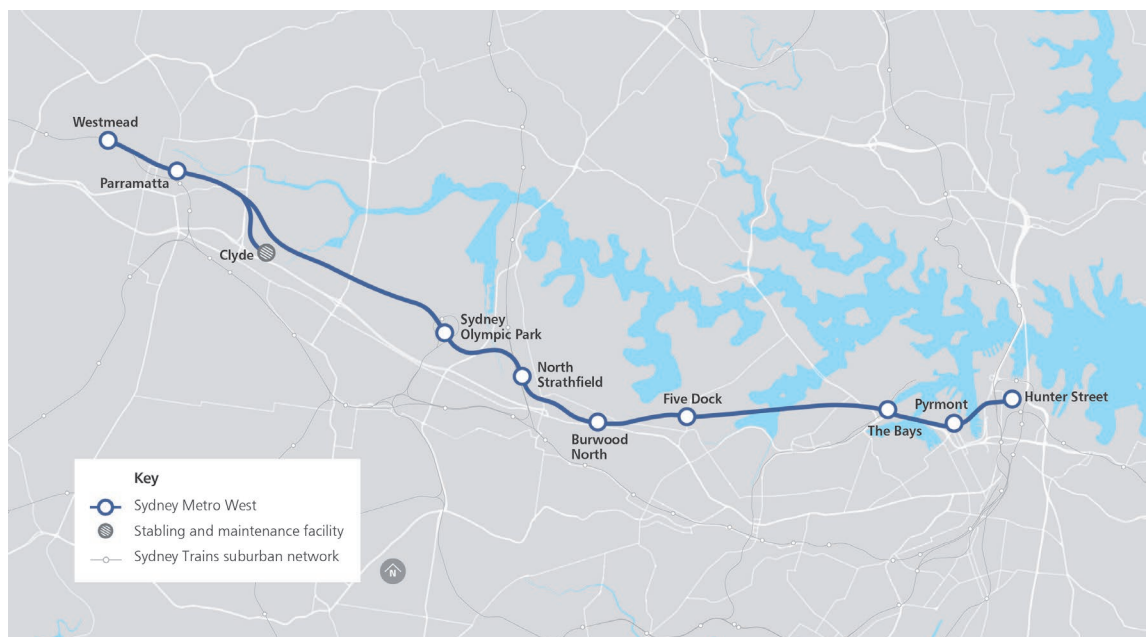 Westmead
Parramatta
Clyde
Sydney
Olympic Park
North
Strathfield
Five Dock
Burwood
North
The Bays
Pyrmont
Hunter Street
Key
Sydney Metro West
Stabling and maintenance facility
Sydney Trains suburban network
N